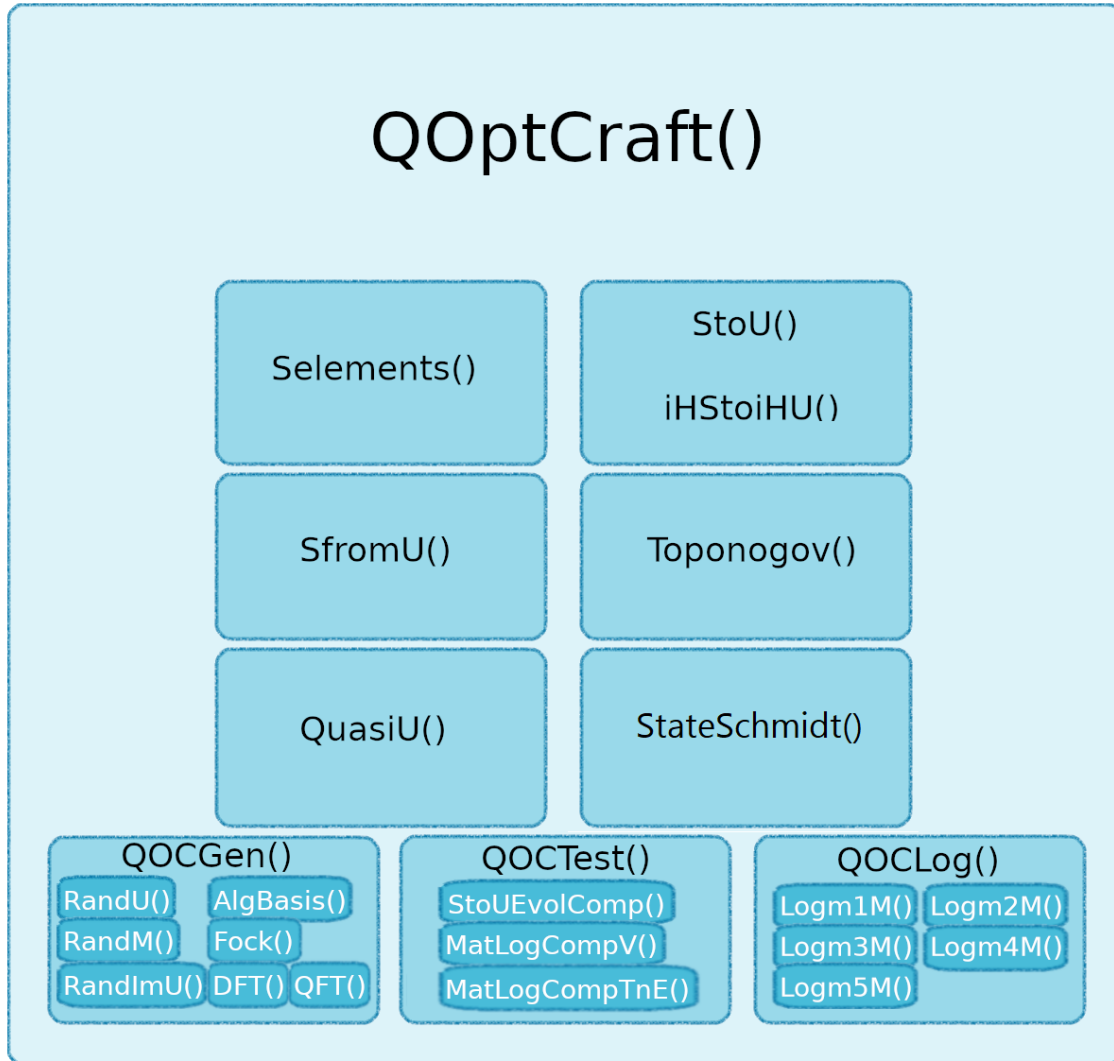 QOptCraft()
Selements()
StoU()
iHStoiHU()
SfromU()
Toponogov()
QuasiU()
StateSchmidt()
QOCGen()
RandU() AlgBasis()
RandM() Fock()
RandImU() DFT() QFT()
QOCTest()
StoUEvolComp()
MatLogCompV()
MatLogCompTnE()
QOCLog()
Logm1M() Logm2M()
Logm3M() Logm4M()
Logm5M()